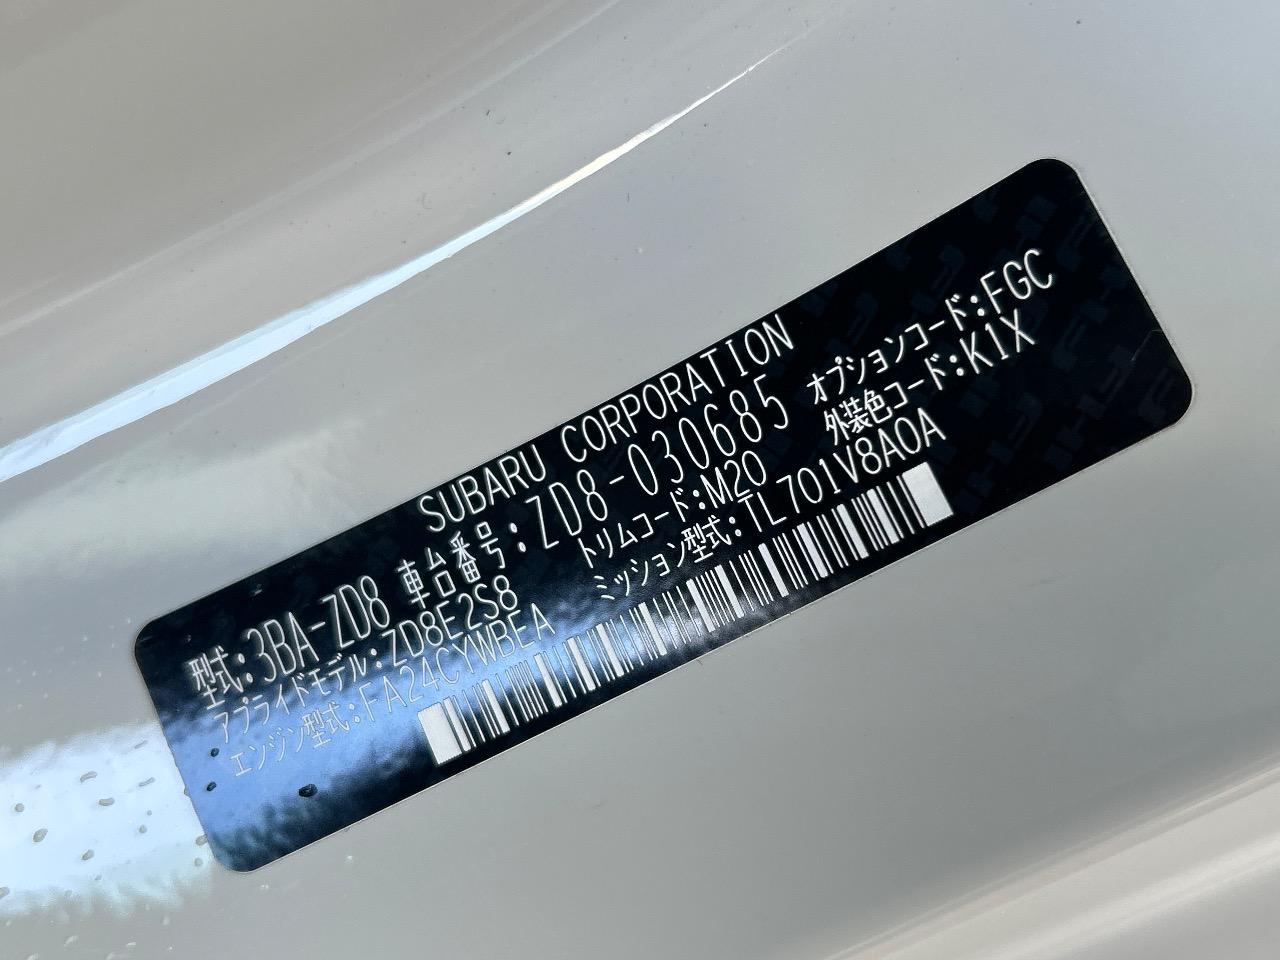 SUBARU CORPORATION
型式:3BA-ZD8 車台番号:ZD8-030685
アプライドモデル:ZD8E2S8 トリムコード:M20 オプションコード:FGC
エンジン型式:FA24CYWBEA ミッション型式:TL701V8A0A 外装色コード:K1X